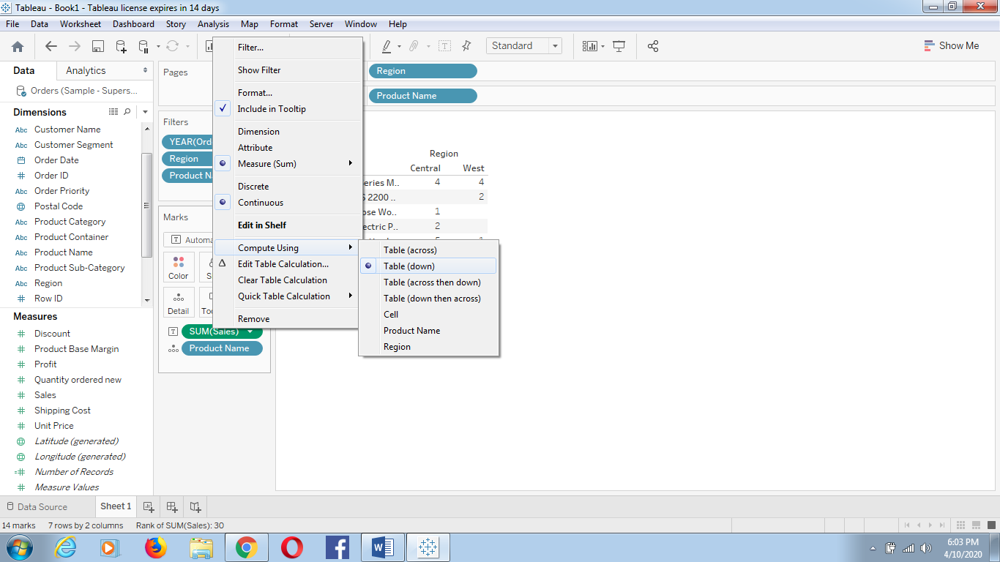 Tableau - Book1 - Tableau license expires in 14 days
File Data Worksheet Dashboard Story Analysis Map Format Server Window Help
Standard
Show Me
Data
Analytics
Orders (Sample - Supers...
Dimensions
Abc Customer Name
Abc Customer Segment
Order Date
# Order ID
Abc Order Priority
Postal Code
Abc Product Category
Abc Product Container
Abc Product Name
Abc Product Sub-Category
Abc Region
# Row ID
Measures
# Discount
# Product Base Margin
# Profit
# Quantity ordered new
# Sales
# Shipping Cost
# Unit Price
Latitude (generated)
Longitude (generated)
=# Number of Records
# Measure Values
Pages
Filters
YEAR(Ord
Region
Product N
Marks
T Automa
Color
S
Detail
Too
T SUM(Sales)
Product Name
Filter...
Show Filter
Format...
Include in Tooltip
Dimension
Attribute
Measure (Sum)
Discrete
Continuous
Edit in Shelf
Compute Using
Edit Table Calculation...
Clear Table Calculation
Quick Table Calculation
Remove
Table (across)
Table (down)
Table (across then down)
Table (down then across)
Cell
Product Name
Region
Region
Product Name
Region
Central West
eries M.. 4 4
2200 .. 2
ose Wo.. 1
ectric P.. 2
Data Source
Sheet 1
14 marks 7 rows by 2 columns Rank of SUM(Sales): 30
6:03 PM
4/10/2020